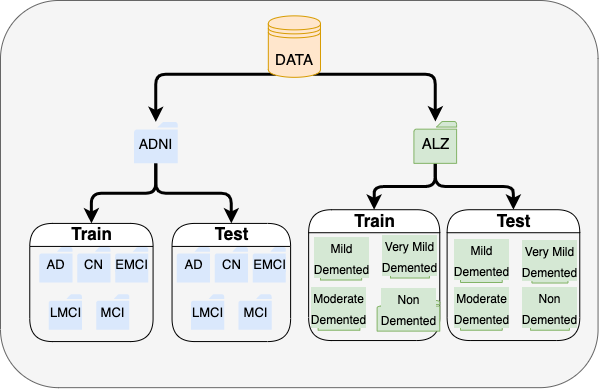 DATA
ADNI
ALZ
Train
AD
CN
EMCI
LMCI
MCI
Test
AD
CN
EMCI
LMCI
MCI
Train
Mild
Demented
Very Mild
Demented
Moderate
Demented
Non
Demented
Test
Mild
Demented
Very Mild
Demented
Moderate
Demented
Non
Demented